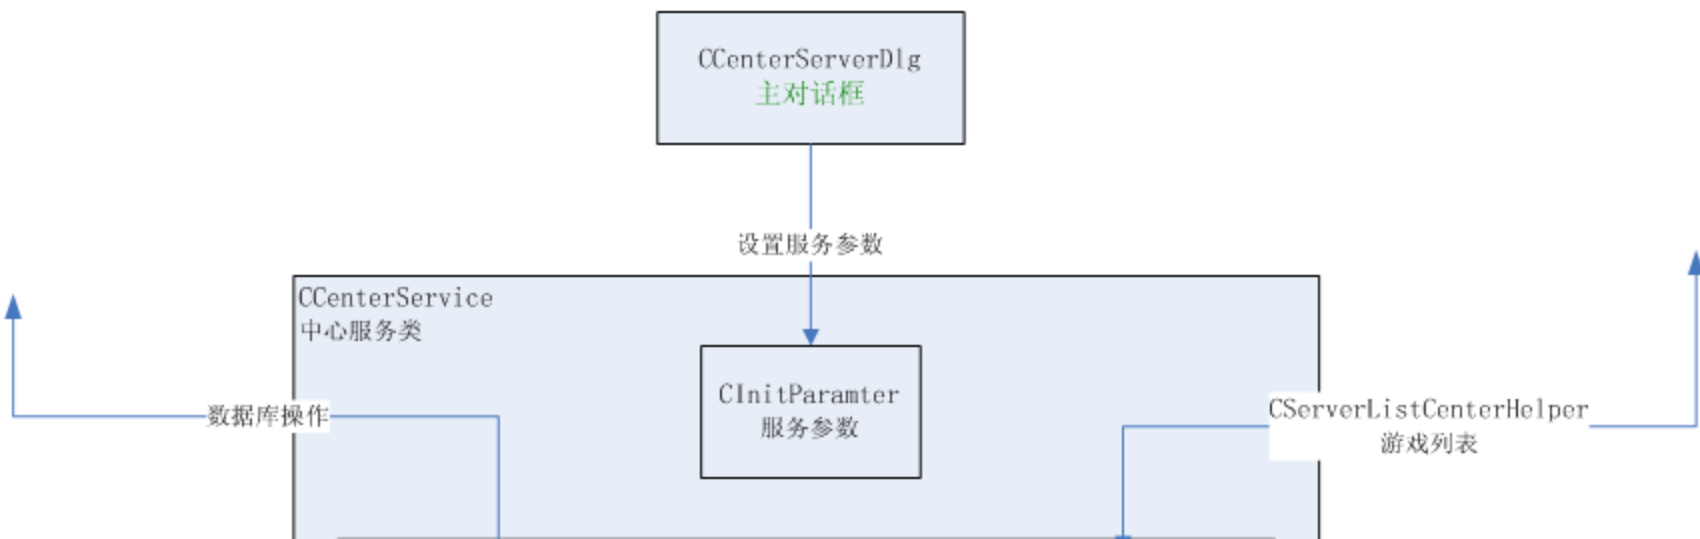 CCenterServerDlg
主对话框
设置服务参数
CCenterService
中心服务类
CInitParamter
服务参数
数据库操作
CServerListCenterHelper
游戏列表